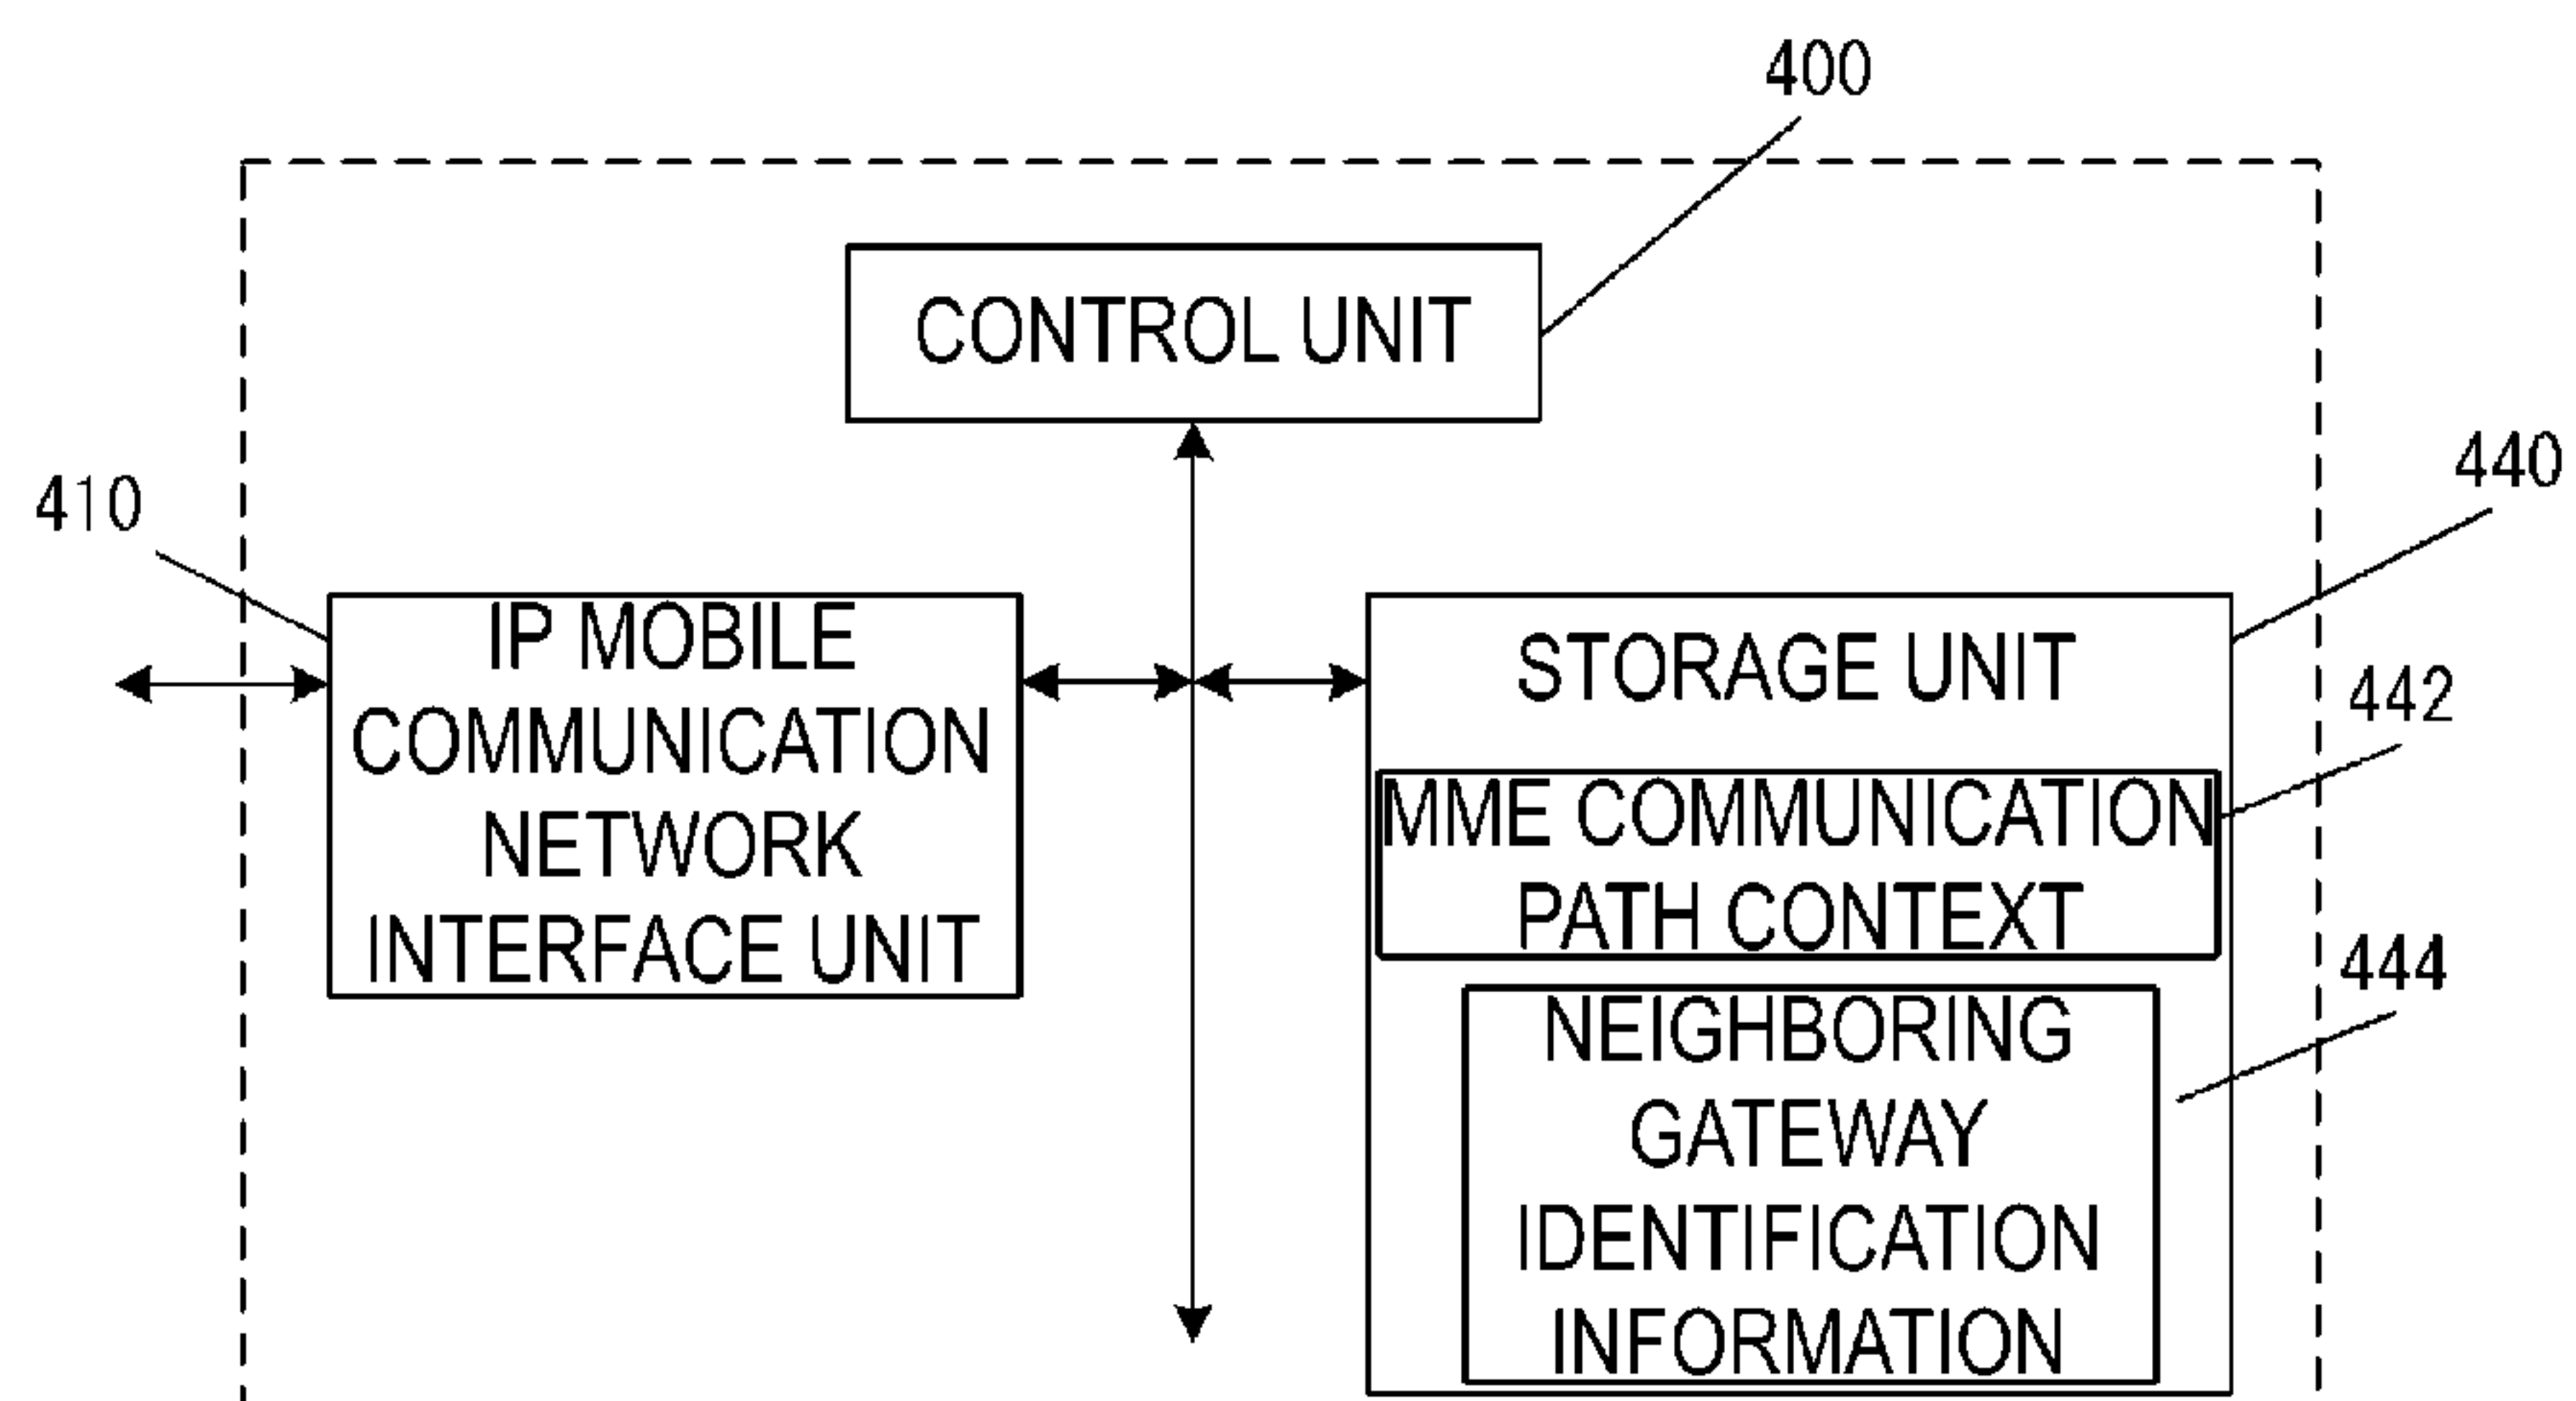 400
CONTROL UNIT
440
410
IP MOBILE
COMMUNICATION
NETWORK
INTERFACE UNIT
STORAGE UNIT
442
MME COMMUNICATION
PATH CONTEXT
444
NEIGHBORING
GATEWAY
IDENTIFICATION
INFORMATION